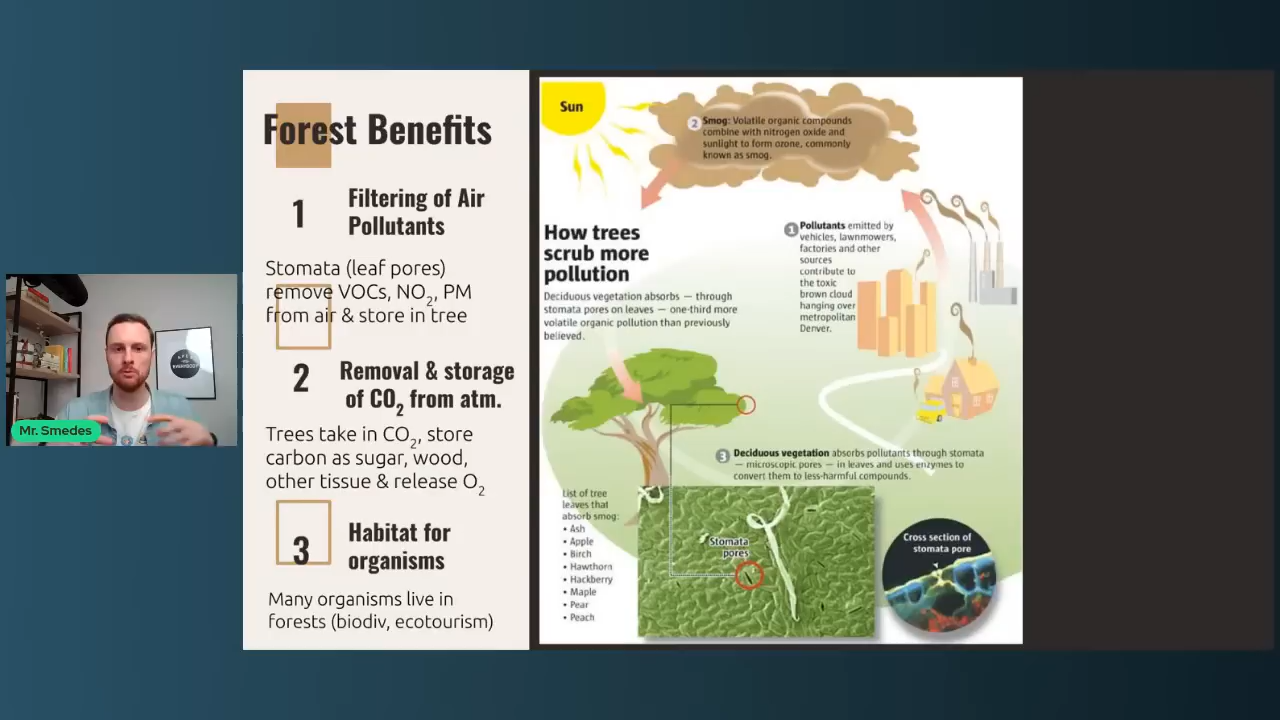 Forest Benefits
1
Filtering of Air
Pollutants
Stomata (leaf pores)
remove VOCs, NO2, PM
from air & store in tree
2
Removal & storage
of CO2 from atm.
Trees take in CO2, store
carbon as sugar, wood,
other tissue & release O2
3
Habitat for
organisms
Many organisms live in
forests (biodiv, ecotourism)
Mr. Smedes
Sun
2
Smog: Volatile organic compounds
combine with nitrogen oxide and
sunlight to form ozone, commonly
known as smog.
How trees
scrub more
pollution
Deciduous vegetation absorbs — through
stomata pores on leaves — one-third more
volatile organic pollution than previously
believed.
1
Pollutants emitted by
vehicles, lawnmowers,
factories and other
sources
contribute to
the toxic
brown cloud
hanging over
metropolitan
Denver.
3
Deciduous vegetation absorbs pollutants through stomata
— microscopic pores — in leaves and uses enzymes to
convert them to less-harmful compounds.
List of tree
leaves that
absorb smog:
• Ash
• Apple
• Birch
• Hawthorn
• Hackberry
• Maple
• Pear
• Peach
Stomata
pores
Cross section of
stomata pore